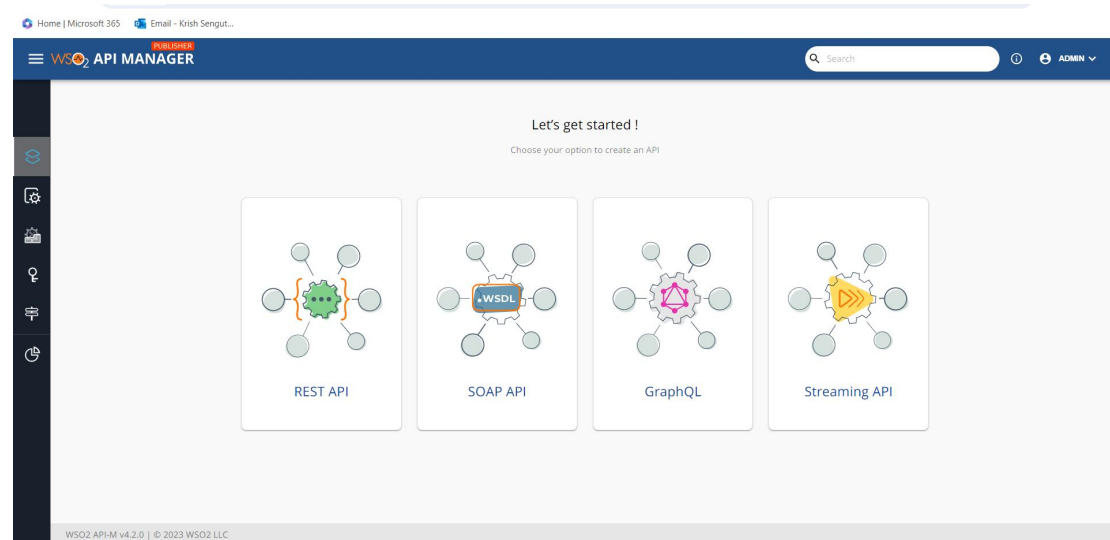 Home | Microsoft 365 Email - Krish Sengut...
PUBLISHER
WSO2 API MANAGER
Search
ADMIN
Let's get started !
Choose your option to create an API
.WSDL
REST API
SOAP API
GraphQL
Streaming API
WSO2 API-M v4.2.0 | © 2023 WSO2 LLC